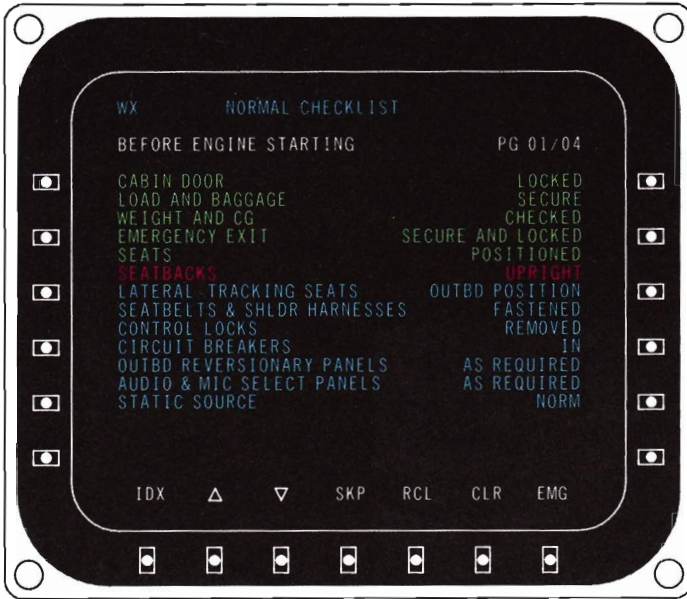 WX NORMAL CHECKLIST
BEFORE ENGINE STARTING PG 01/04
CABIN DOOR LOCKED
LOAD AND BAGGAGE SECURE
WEIGHT AND CG CHECKED
EMERGENCY EXIT SECURE AND LOCKED
SEATS POSITIONED
SEATBACKS UPRIGHT
LATERAL TRACKING SEATS OUTBD POSITION
SEATBELTS & SHLDR HARNESSES FASTENED
CONTROL LOCKS REMOVED
CIRCUIT BREAKERS IN
OUTBD REVERSIONARY PANELS AS REQUIRED
AUDIO & MIC SELECT PANELS AS REQUIRED
STATIC SOURCE NORM
IDX △ ▽ SKP RCL CLR EMG